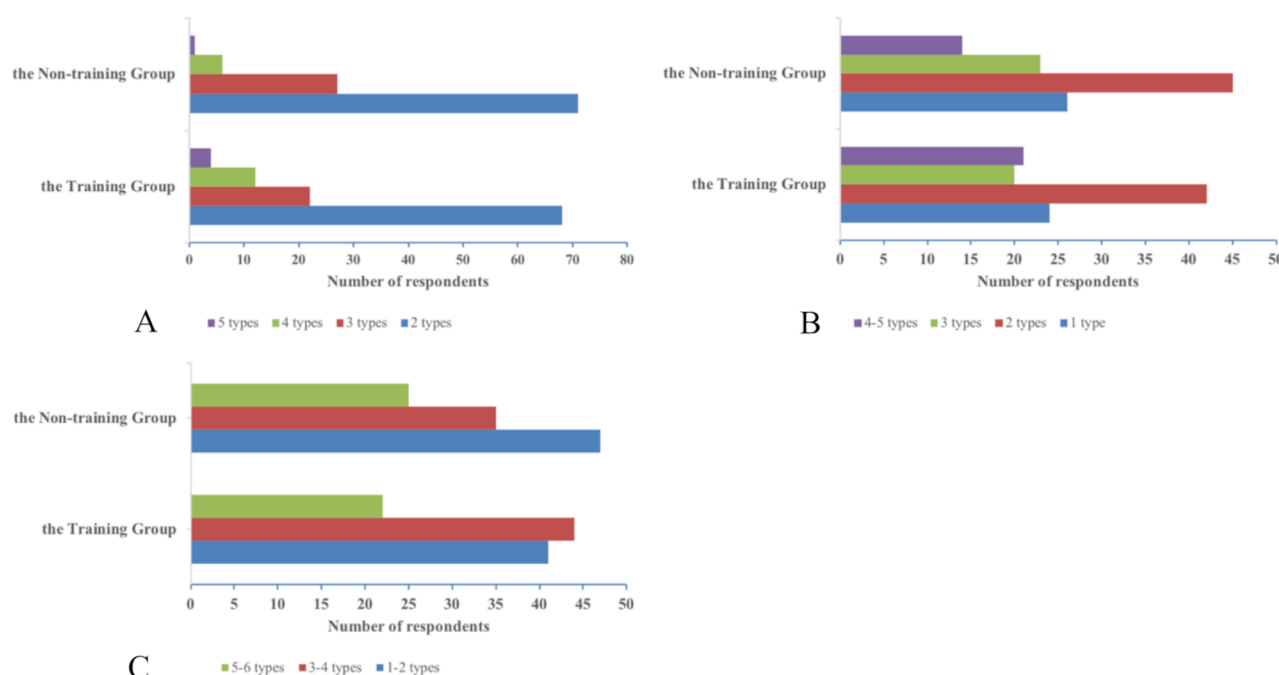 the Non-training Group
the Training Group
0 10 20 30 40 50 60 70 80
Number of respondents
A
5 types 4 types 3 types 2 types
the Non-training Group
the Training Group
0 5 10 15 20 25 30 35 40 45 50
Number of respondents
B
4-5 types 3 types 2 types 1 type
the Non-training Group
the Training Group
0 5 10 15 20 25 30 35 40 45 50
Number of respondents
C
5-6 types 3-4 types 1-2 types